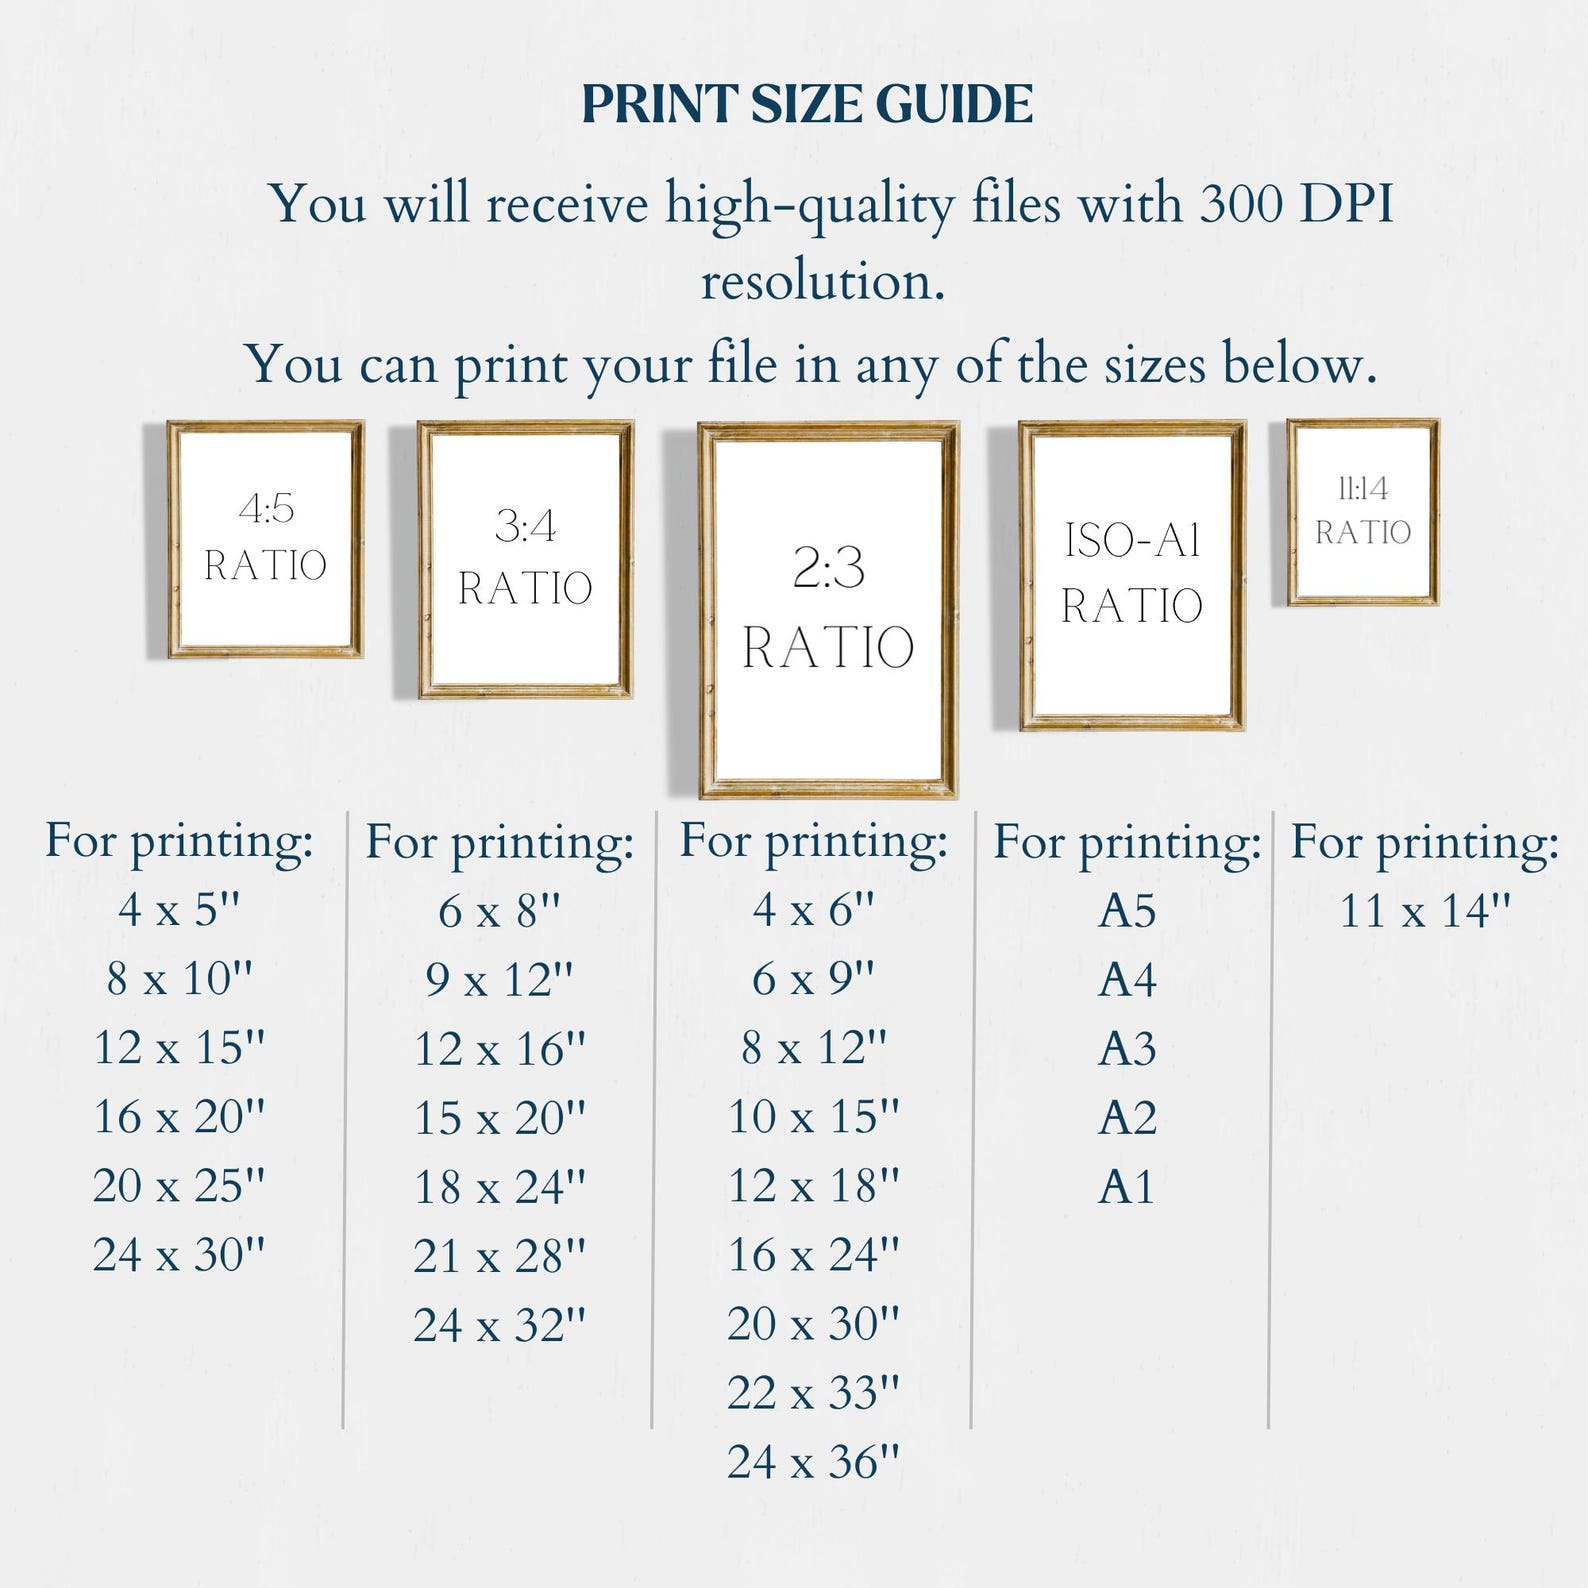 PRINT SIZE GUIDE
You will receive high-quality files with 300 DPI
resolution.
You can print your file in any of the sizes below.
4:5
RATIO
3:4
RATIO
2:3
RATIO
ISO-A1
RATIO
11:14
RATIO
For printing:
4 x 5"
8 x 10"
12 x 15"
16 x 20"
20 x 25"
24 x 30"
For printing:
6 x 8"
9 x 12"
12 x 16"
15 x 20"
18 x 24"
21 x 28"
24 x 32"
For printing:
4 x 6"
6 x 9"
8 x 12"
10 x 15"
12 x 18"
16 x 24"
20 x 30"
22 x 33"
24 x 36"
For printing:
A5
A4
A3
A2
A1
For printing:
11 x 14"